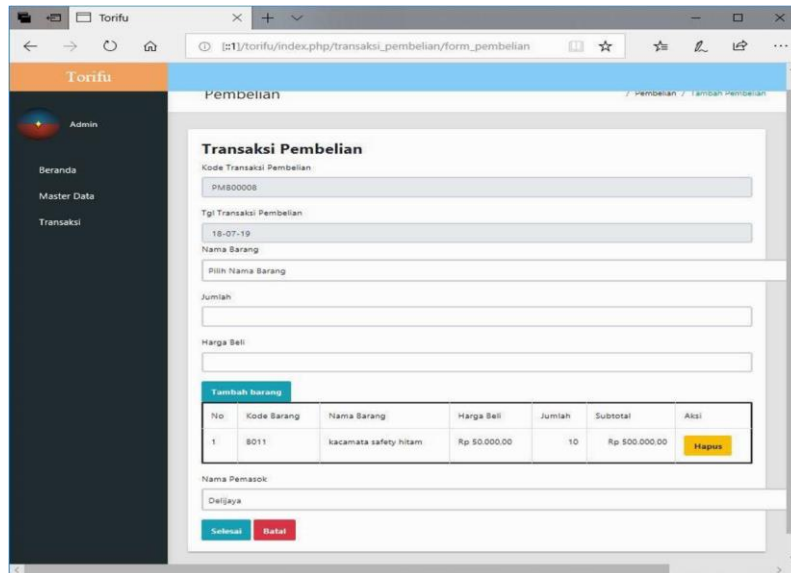 Torifu
[::1]/torifu/index.php/transaksi_pembelian/form_pembelian
Torifu
Admin
Beranda
Master Data
Transaksi
Pembelian
/ Pembelian / Tambah Pembelian
Transaksi Pembelian
Kode Transaksi Pembelian
PMB00008
Tgl Transaksi Pembelian
18-07-19
Nama Barang
Pilih Nama Barang
Jumlah
Harga Beli
Tambah barang
No Kode Barang Nama Barang Harga Beli Jumlah Subtotal Aksi
1 B011 kacamata safety hitam Rp 50.000,00 10 Rp 500.000,00 Hapus
Nama Pemasok
Delijaya
Selesai Batal